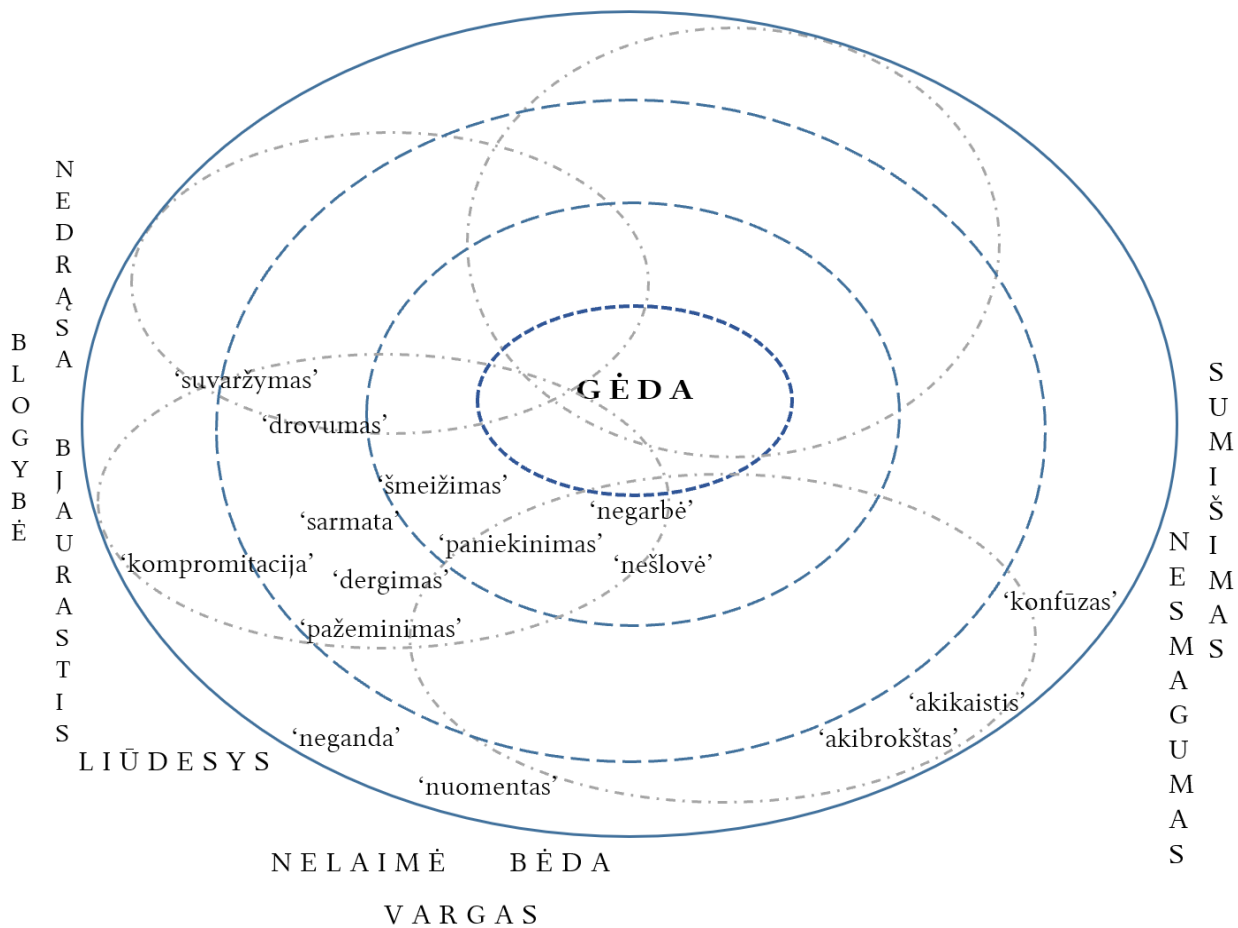 NEDRĄSA
BLOGYBĖ
SUMIŠIMAS
GĖDA
‘suvaržymas’
‘drovumas’
BJAURASTIS
‘šmeižimas’
‘negarbė’
‘sarmata’
‘paniekinimas’
NESMAGUMAS
‘kompromitacija’
‘nešlovė’
‘dergimas’
‘konfūzas’
‘pažeminimas’
‘akikaistis’
‘neganda’
‘akibrokštas’
LIŪDESYS
‘nuomentas’
NELAIMĖ BĖDA
VARGAS